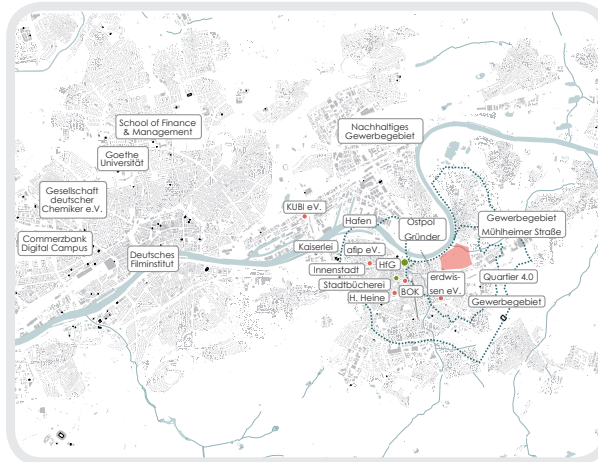 School of Finance
& Management
Nachhaltiges
Gewerbegebiet
Goethe
Universität
Gesellschaft
deutscher
Chemiker e.V.
KUBI eV.
Hafen
Ostpol
Gründer
Gewerbegebiet
Mühlheimer Straße
Commerzbank
Digital Campus
Deutsches
Filminstitut
Kaiserlei
afip eV.
Innenstadt
HfG
Stadtbücherei
erdwis-
sen eV.
Quartier 4.0
H. Heine
BOK
Gewerbegebiet